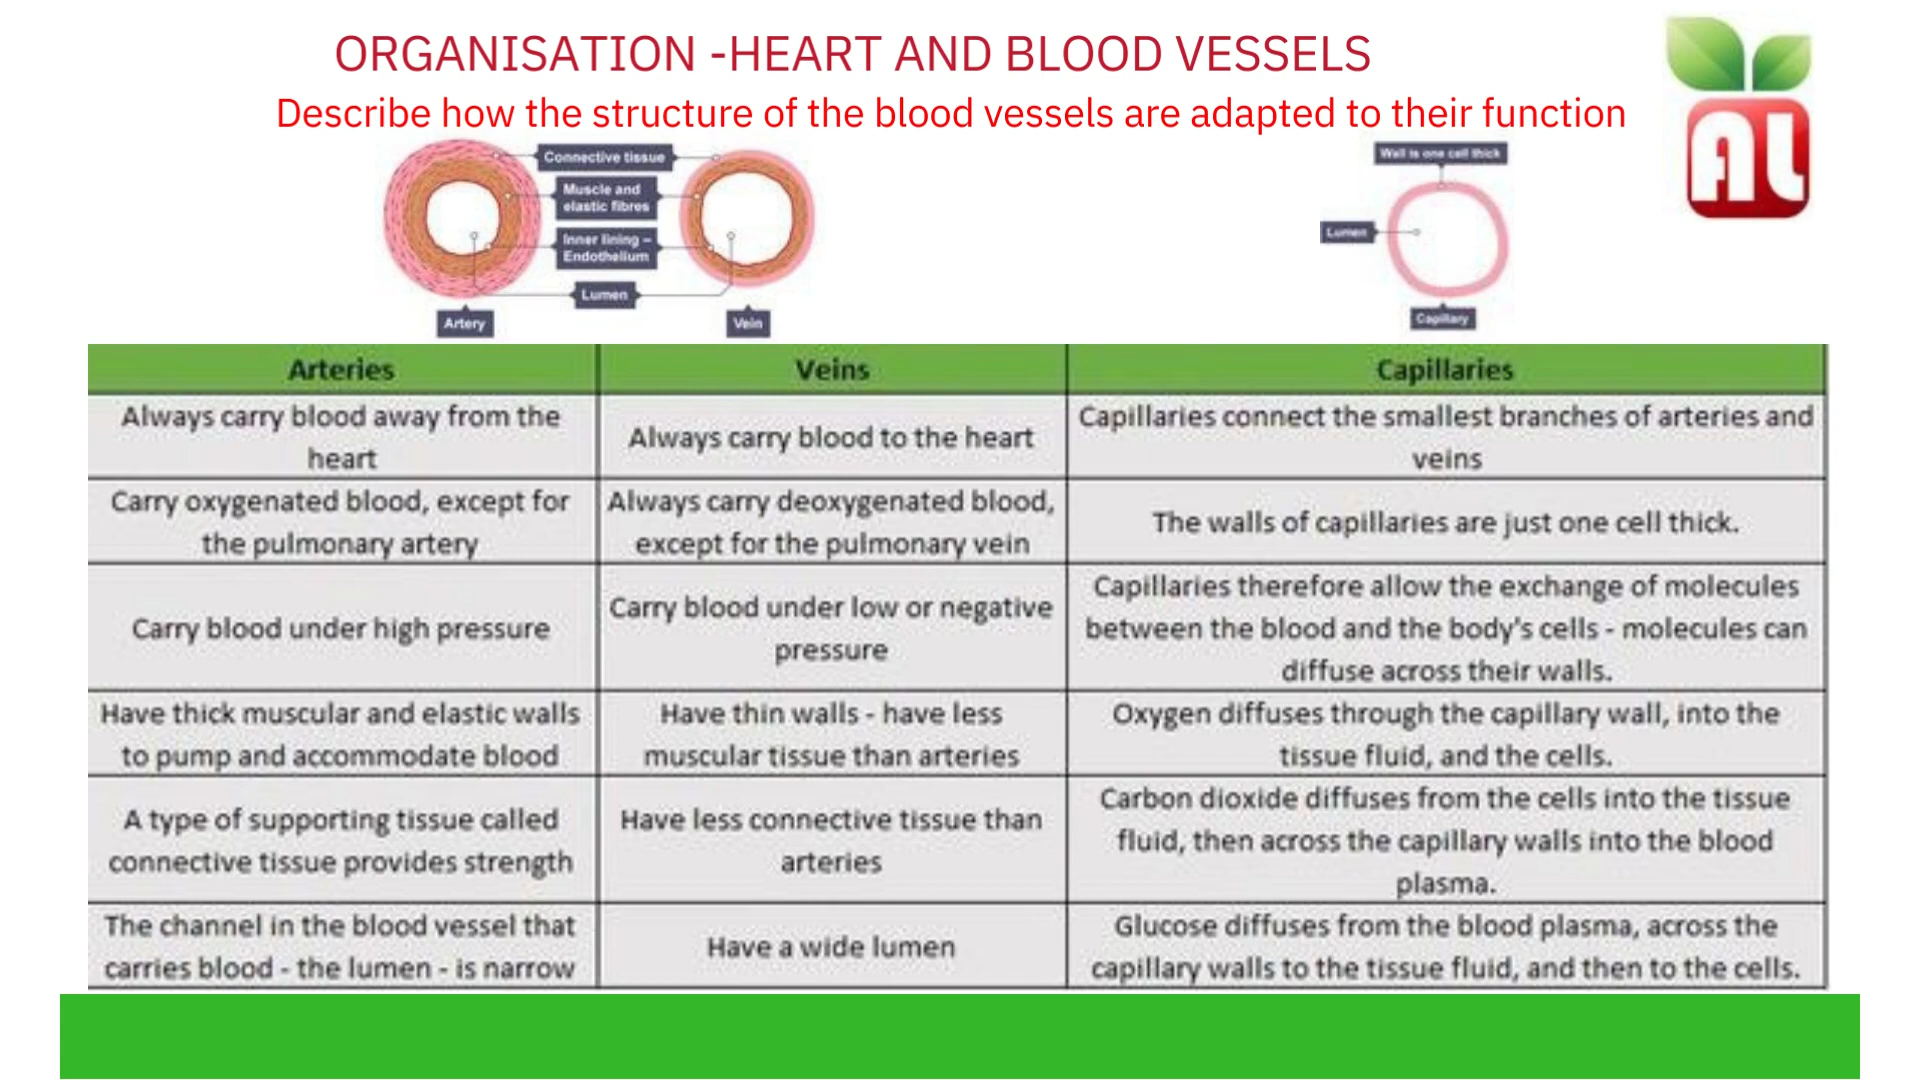 ORGANISATION -HEART AND BLOOD VESSELS
Describe how the structure of the blood vessels are adapted to their function
AL
Connective tissue
Muscle and
elastic fibres
Inner lining –
Endothelium
Lumen
Artery
Vein
Wall is one cell thick
Lumen
Capillary
Arteries
Veins
Capillaries
Always carry blood away from the
heart
Always carry blood to the heart
Capillaries connect the smallest branches of arteries and
veins
Carry oxygenated blood, except for
the pulmonary artery
Always carry deoxygenated blood,
except for the pulmonary vein
The walls of capillaries are just one cell thick.
Carry blood under high pressure
Carry blood under low or negative
pressure
Capillaries therefore allow the exchange of molecules
between the blood and the body's cells - molecules can
diffuse across their walls.
Have thick muscular and elastic walls
to pump and accommodate blood
Have thin walls - have less
muscular tissue than arteries
Oxygen diffuses through the capillary wall, into the
tissue fluid, and the cells.
A type of supporting tissue called
connective tissue provides strength
Have less connective tissue than
arteries
Carbon dioxide diffuses from the cells into the tissue
fluid, then across the capillary walls into the blood
plasma.
The channel in the blood vessel that
carries blood - the lumen - is narrow
Have a wide lumen
Glucose diffuses from the blood plasma, across the
capillary walls to the tissue fluid, and then to the cells.